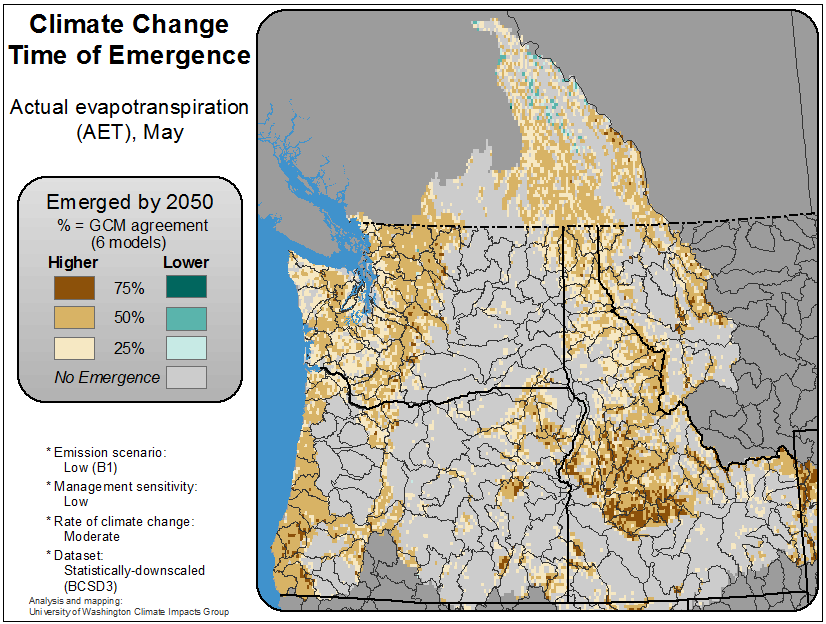 Climate Change
Time of Emergence
Actual evapotranspiration
(AET), May
Emerged by 2050
% = GCM agreement
(6 models)
Higher Lower
75%
50%
25%
No Emergence
* Emission scenario:
Low (B1)
* Management sensitivity:
Low
* Rate of climate change:
Moderate
* Dataset:
Statistically-downscaled
(BCSD3)
Analysis and mapping:
University of Washington Climate Impacts Group